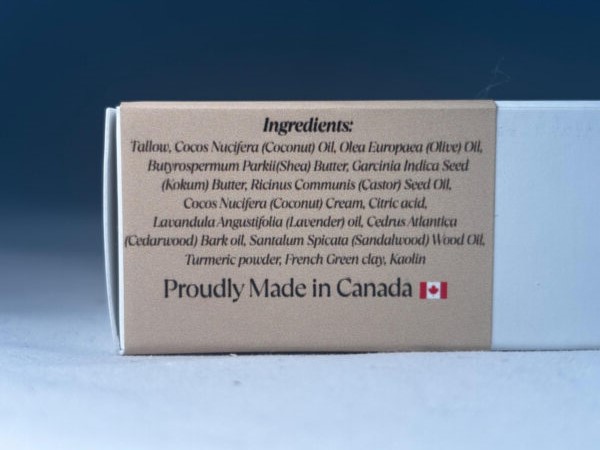 Ingredients:
Tallow, Cocos Nucifera (Coconut) Oil, Olea Europaea (Olive) Oil,
Butyrospermum Parkii(Shea) Butter, Garcinia Indica Seed
(Kokum) Butter, Ricinus Communis (Castor) Seed Oil,
Cocos Nucifera (Coconut) Cream, Citric acid,
Lavandula Angustifolia (Lavender) oil, Cedrus Atlantica
(Cedarwood) Bark oil, Santalum Spicata (Sandalwood) Wood Oil,
Turmeric powder, French Green clay, Kaolin
Proudly Made in Canada